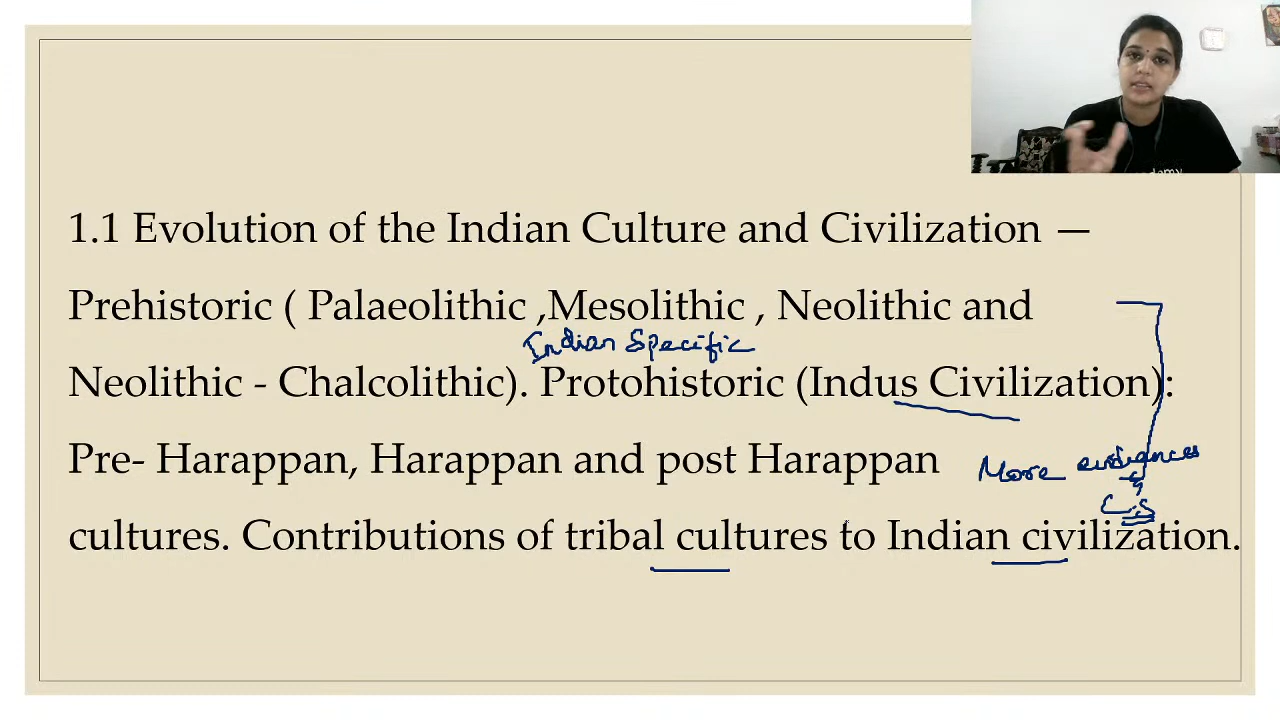 1.1 Evolution of the Indian Culture and Civilization —
Prehistoric ( Palaeolithic ,Mesolithic , Neolithic and
Indian Specific
Neolithic - Chalcolithic). Protohistoric (Indus Civilization):
Pre- Harappan, Harappan and post Harappan
More evidences
C.S
cultures. Contributions of tribal cultures to Indian civilization.